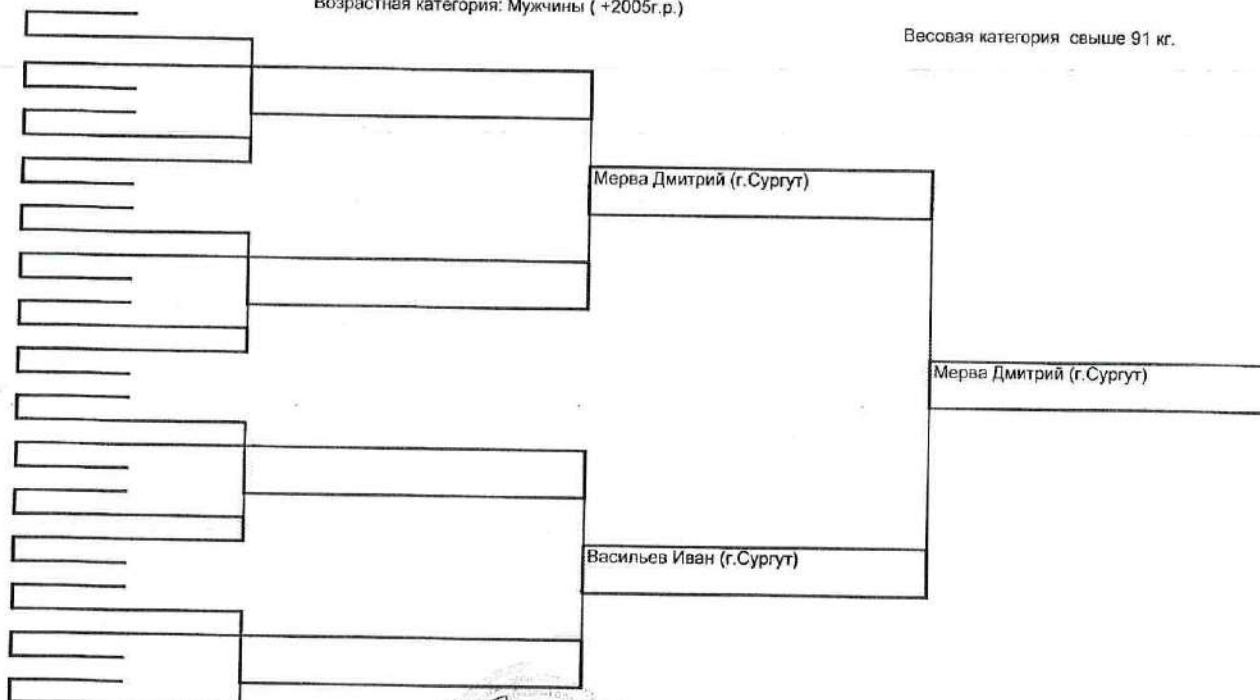 Возрастная категория: Мужчины ( +2005г.р.)
Весовая категория свыше 91 кг.
Мерва Дмитрий (г.Сургут)
Мерва Дмитрий (г.Сургут)
Васильев Иван (г.Сургут)